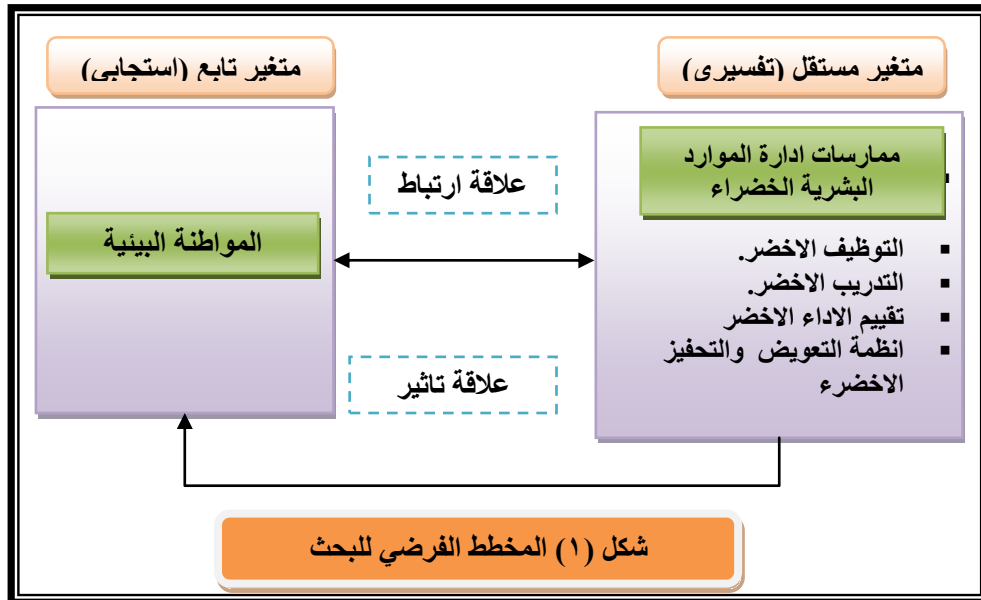 متغير مستقل (تفسيرى)
متغير تابع (استجابى)
ممارسات ادارة الموارد
البشرية الخضراء
▪
▪ التوظيف الاخضر.
▪ التدريب الاخضر.
▪ تقييم الاداء الاخضر
▪ انظمة التعويض والتحفيز
الاخضرء
علاقة ارتباط
علاقة تاثير
المواطنة البيئية
شكل (١) المخطط الفرضي للبحث